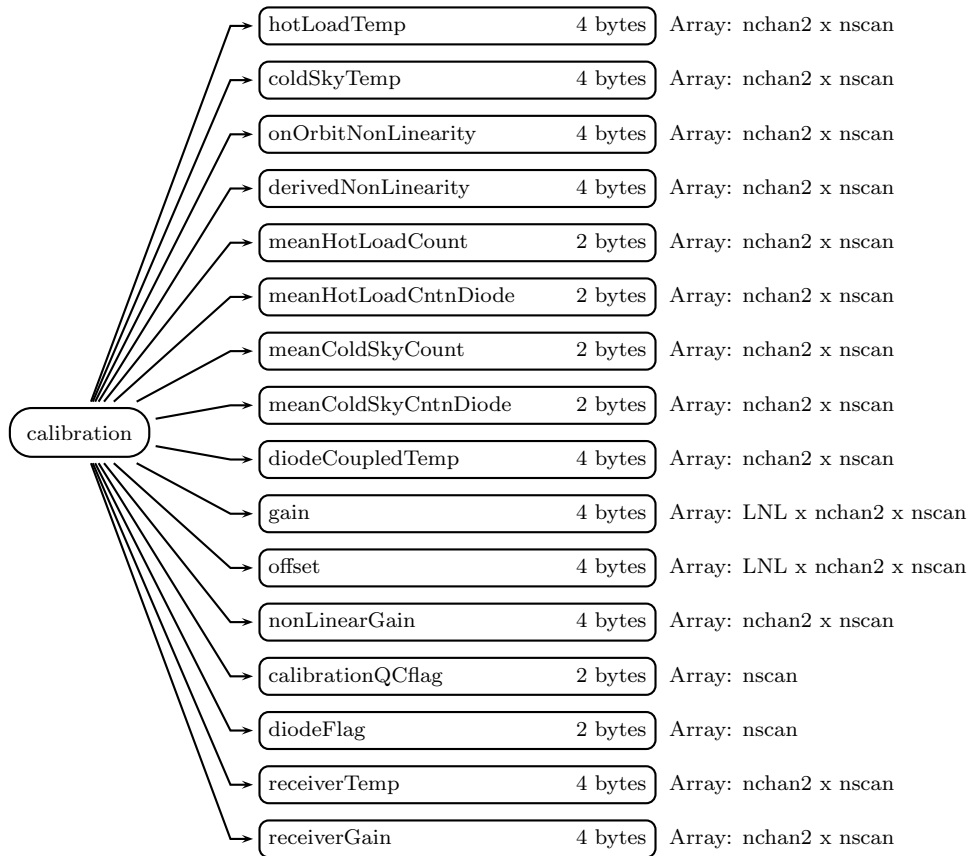 hotLoadTemp 4 bytes Array: nchan2 x nscan
coldSkyTemp 4 bytes Array: nchan2 x nscan
onOrbitNonLinearity 4 bytes Array: nchan2 x nscan
derivedNonLinearity 4 bytes Array: nchan2 x nscan
meanHotLoadCount 2 bytes Array: nchan2 x nscan
meanHotLoadCntnDiode 2 bytes Array: nchan2 x nscan
meanColdSkyCount 2 bytes Array: nchan2 x nscan
meanColdSkyCntnDiode 2 bytes Array: nchan2 x nscan
calibration
diodeCoupledTemp 4 bytes Array: nchan2 x nscan
gain 4 bytes Array: LNL x nchan2 x nscan
offset 4 bytes Array: LNL x nchan2 x nscan
nonLinearGain 4 bytes Array: nchan2 x nscan
calibrationQCflag 2 bytes Array: nscan
diodeFlag 2 bytes Array: nscan
receiverTemp 4 bytes Array: nchan2 x nscan
receiverGain 4 bytes Array: nchan2 x nscan